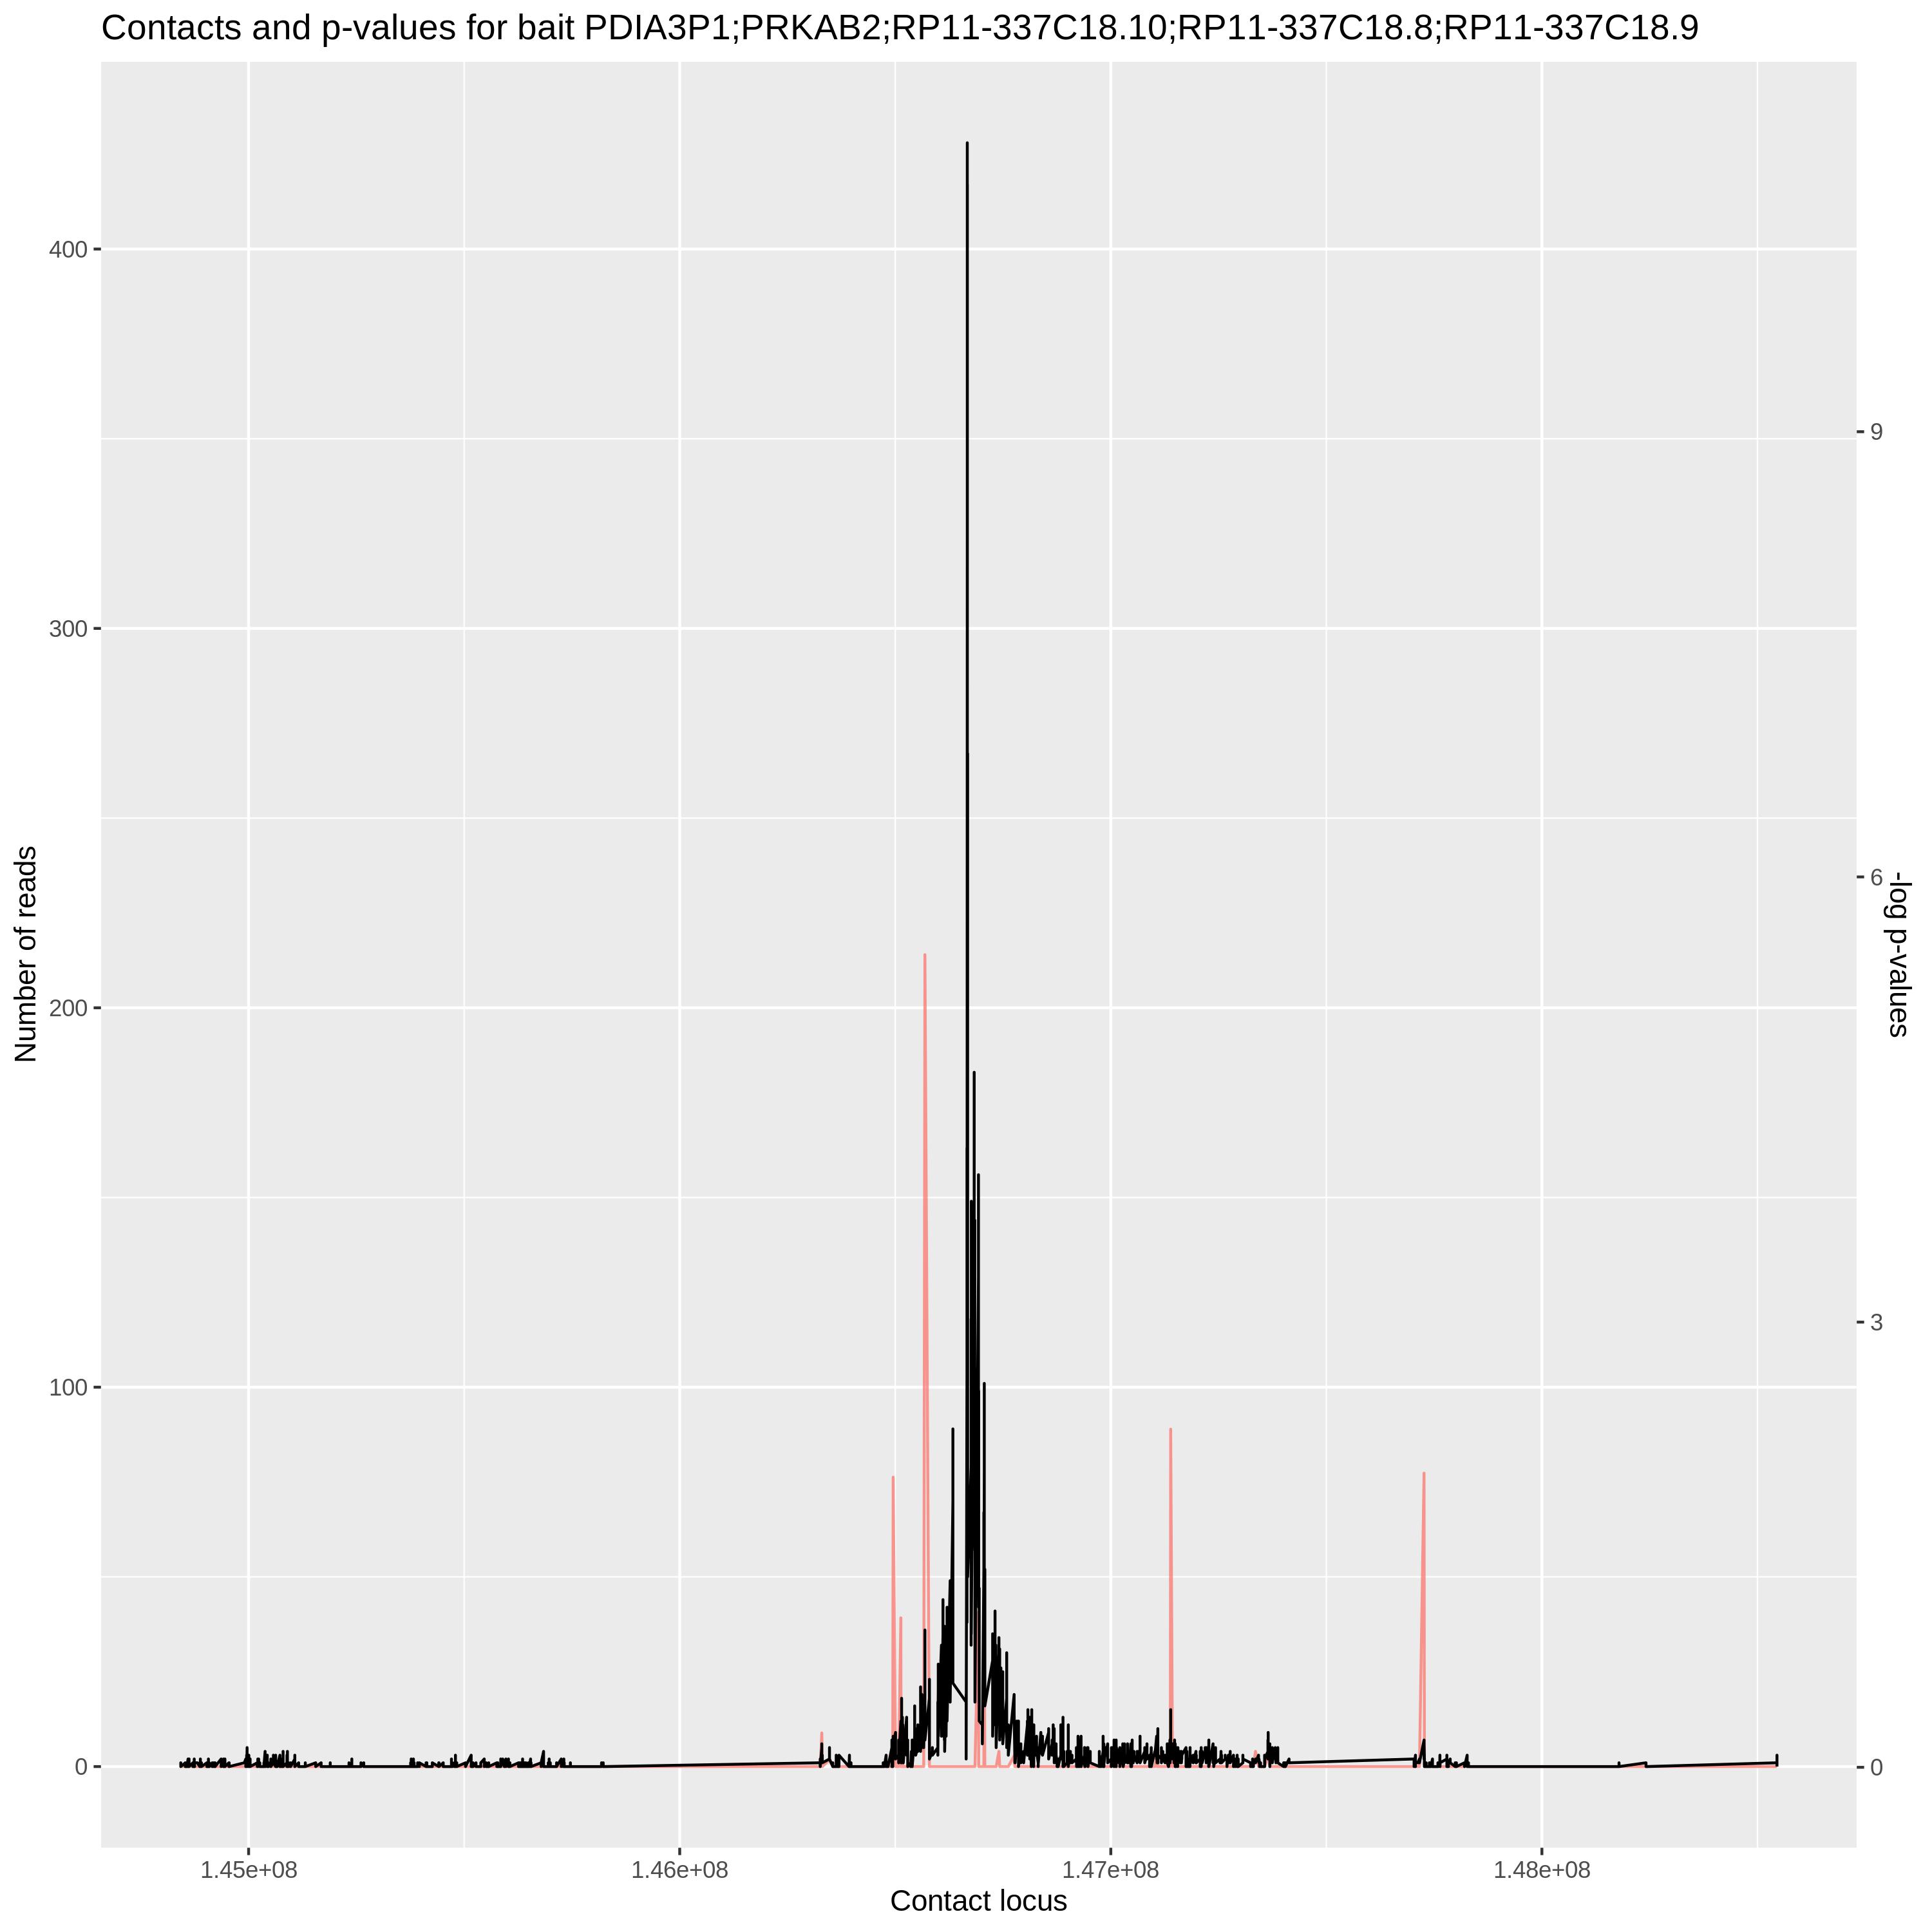 Contacts and p-values for bait PDIA3P1;PRKAB2;RP11-337C18.10;RP11-337C18.8;RP11-337C18.9
400
300
200
100
0
Number of reads
9
6
3
0
-log p-values
1.45e+08 1.46e+08 1.47e+08 1.48e+08
Contact locus